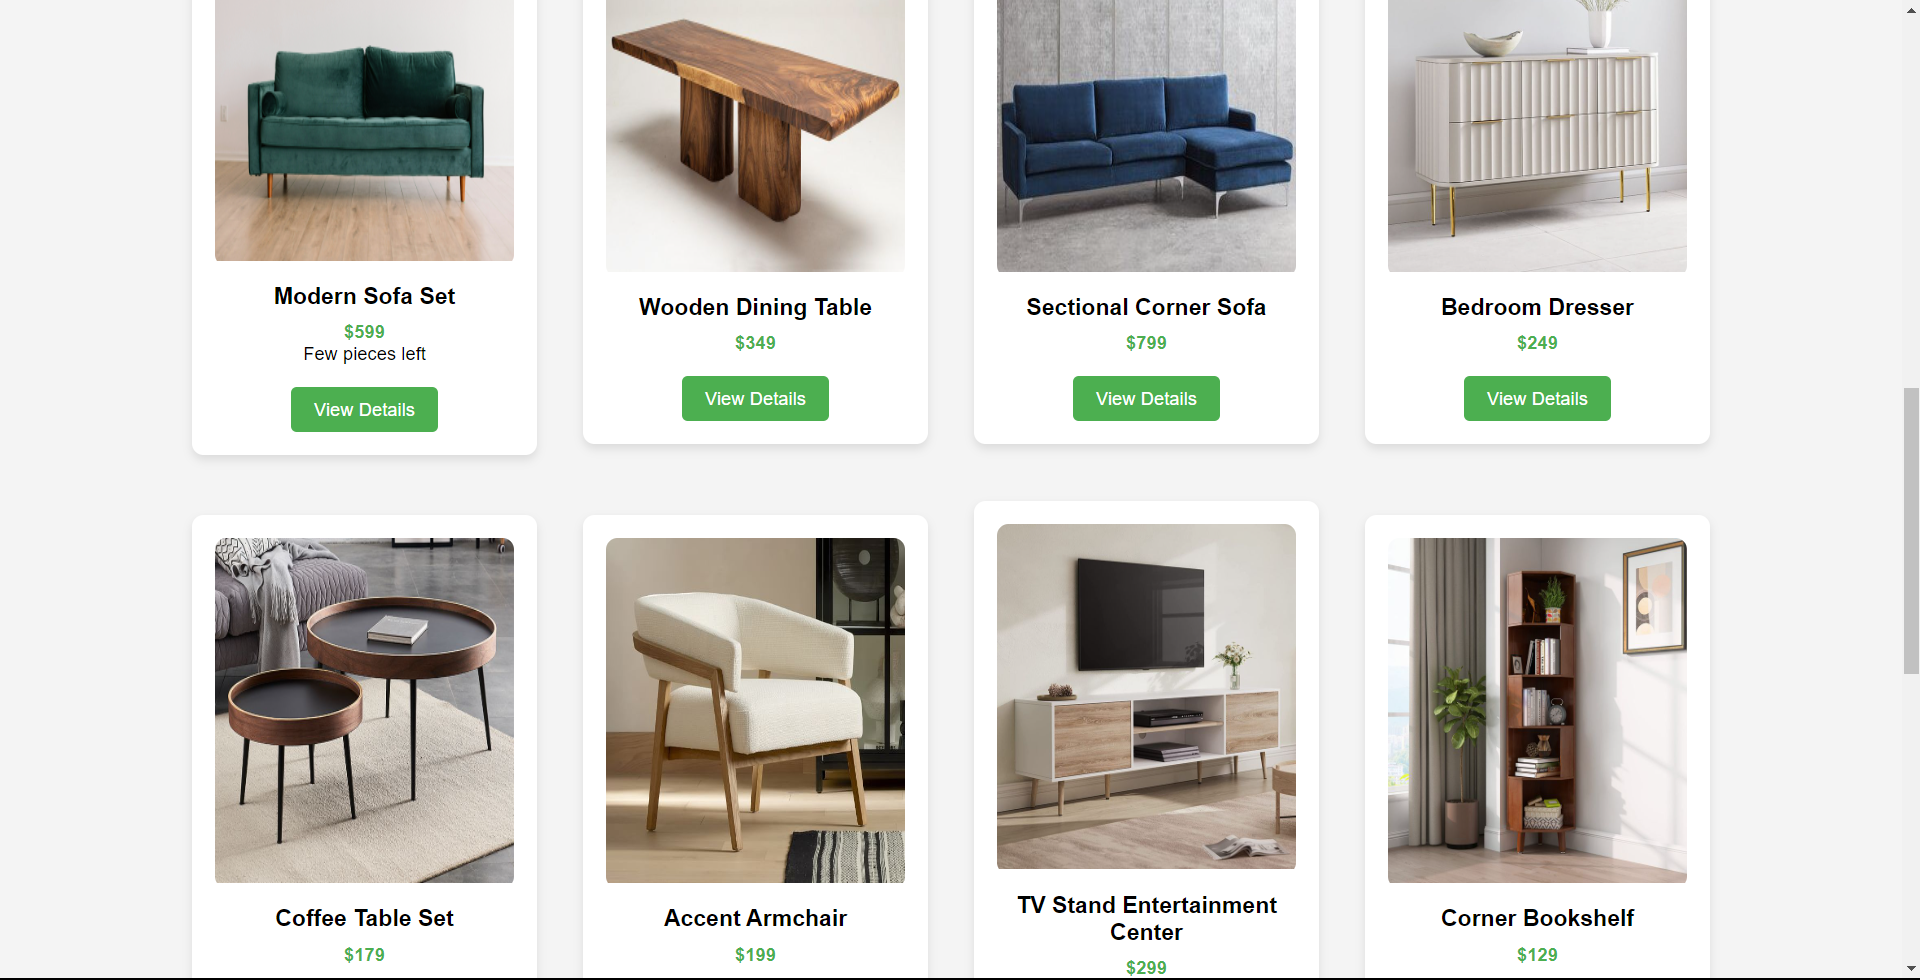 Modern Sofa Set
$599
Few pieces left
View Details
Wooden Dining Table
$349
View Details
Sectional Corner Sofa
$799
View Details
Bedroom Dresser
$249
View Details
Coffee Table Set
$179
Accent Armchair
$199
TV Stand Entertainment
Center
$299
Corner Bookshelf
$129